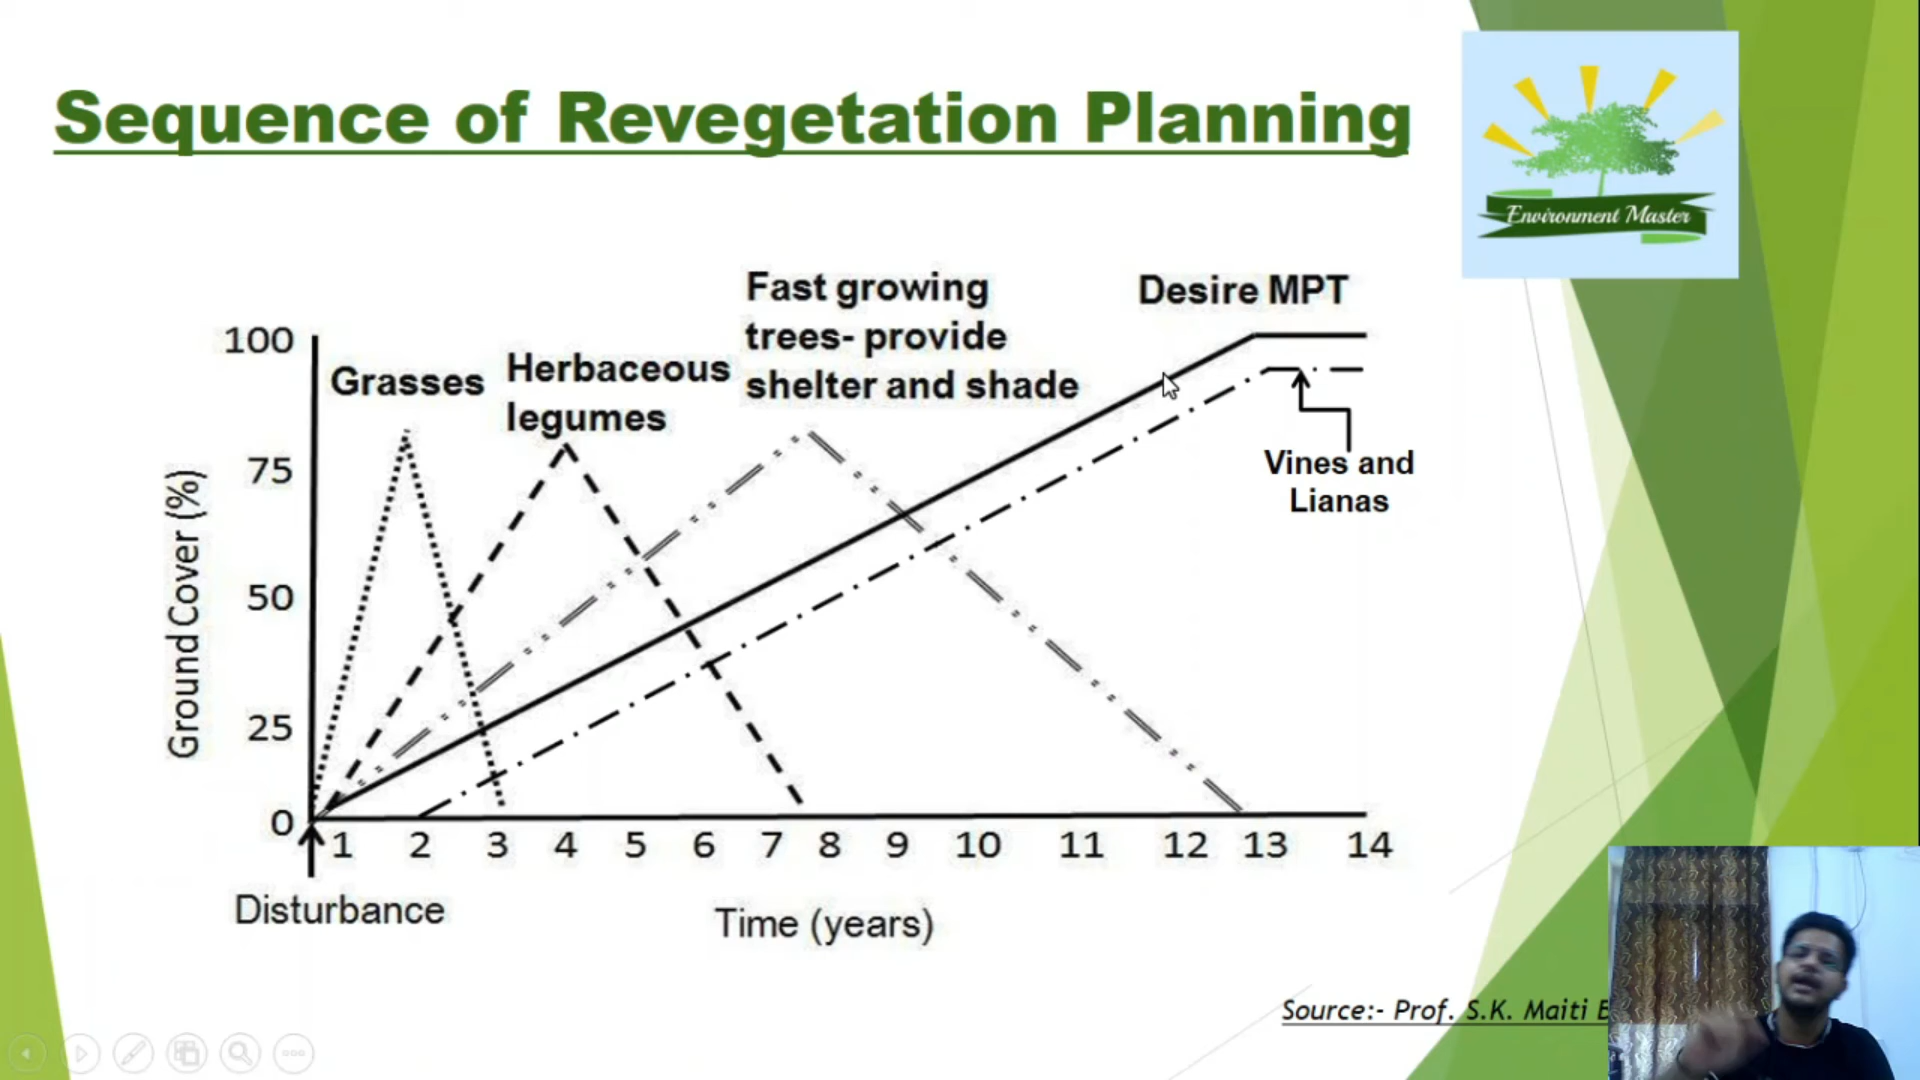 Sequence of Revegetation Planning
Environment Master
Fast growing
trees- provide
shelter and shade
Desire MPT
Grasses
Herbaceous
legumes
Vines and
Lianas
Ground Cover (%)
100
75
50
25
0
1 2 3 4 5 6 7 8 9 10 11 12 13 14
Disturbance
Time (years)
Source:- Prof. S.K. Maiti